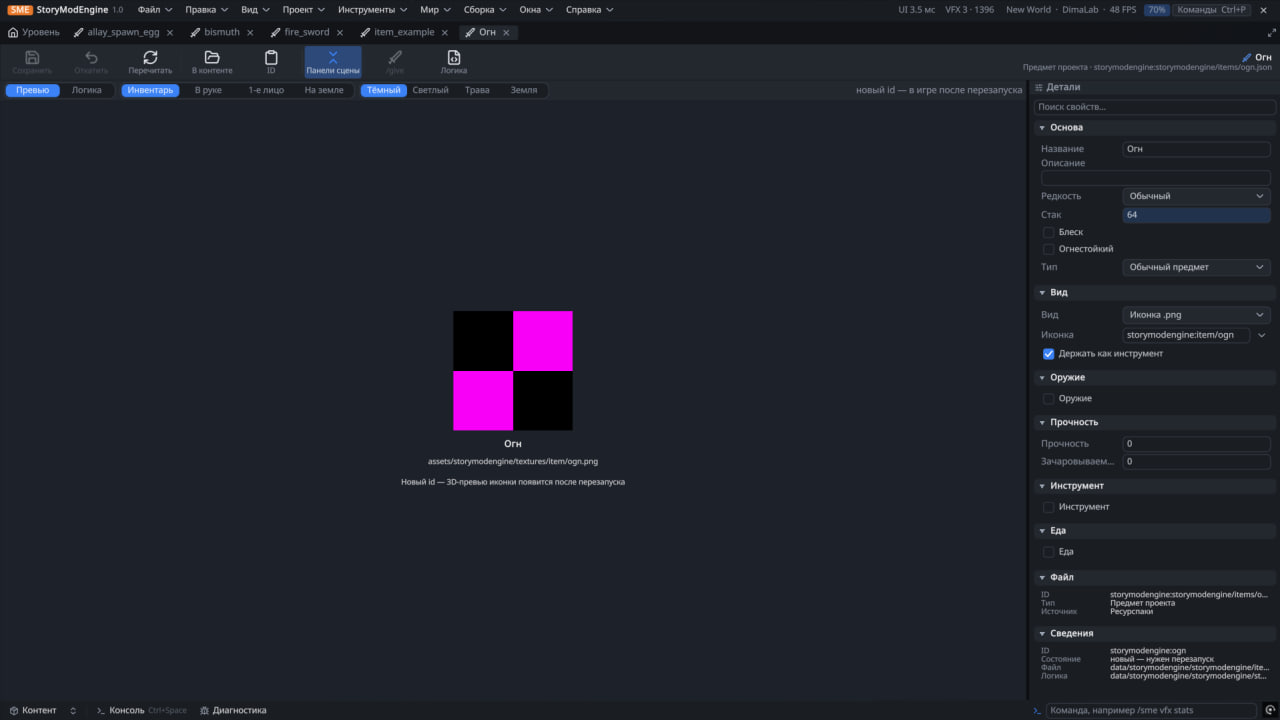 SME StoryModEngine 1.0 Файл Правка Вид Проект Инструменты Мир Сборка Окна Справка UI 3.5 мс VFX 3 · 1396 New World · DimaLab · 48 FPS 70% Команды Ctrl+P ✕
Уровень allay_spawn_egg ✕ bismuth ✕ fire_sword ✕ item_example ✕ Огн ✕
Сохранить Откатить Перечитать В контенте ID Панели сцены /give Логика
Огн
Предмет проекта · storymodengine:storymodengine/items/ogn.json
Превью Логика Инвентарь В руке 1-е лицо На земле Тёмный Светлый Трава Земля новый id — в игре после перезапуска
Огн
assets/storymodengine/textures/item/ogn.png
Новый id — 3D-превью иконки появится после перезапуска
Детали
Поиск свойств...
Основа
Название Огн
Описание
Редкость Обычный
Стак 64
Блеск
Огнестойкий
Тип Обычный предмет
Вид
Вид Иконка .png
Иконка storymodengine:item/ogn
Держать как инструмент
Оружие
Оружие
Прочность
Прочность 0
Зачаровываем... 0
Инструмент
Инструмент
Еда
Еда
Файл
ID storymodengine:storymodengine/items/o...
Тип Предмет проекта
Источник Ресурспаки
Сведения
ID storymodengine:ogn
Состояние новый — нужен перезапуск
Файл data/storymodengine/storymodengine/ite...
Логика data/storymodengine/storymodengine/st...
Контент Консоль Ctrl+Space Диагностика Команда, например /sme vfx stats